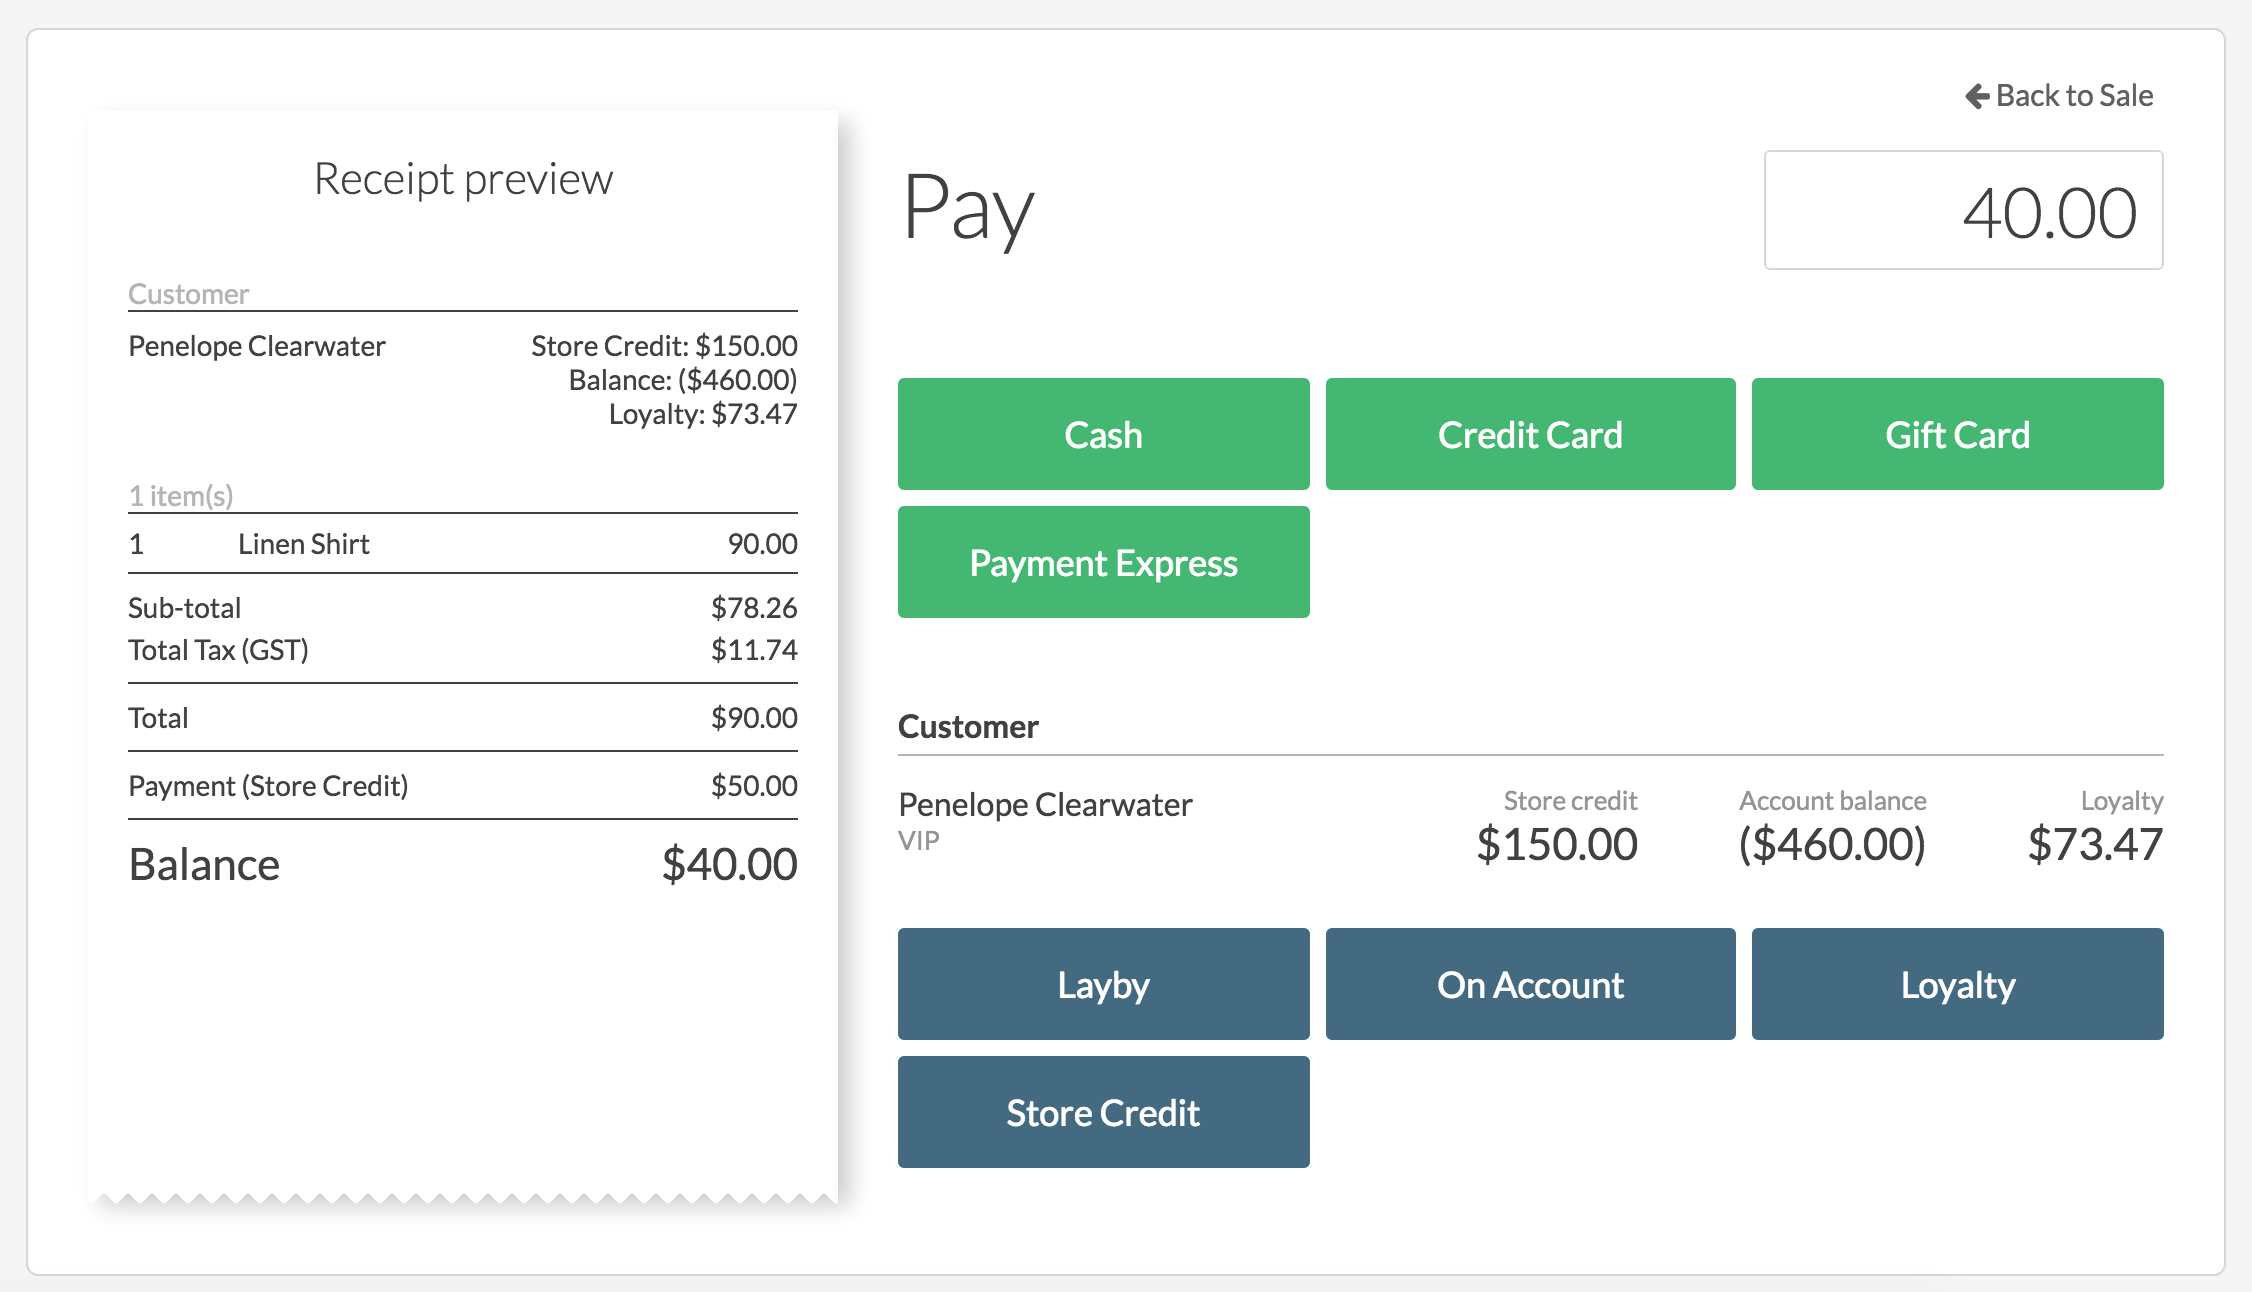 Back to Sale
Receipt preview
Customer
Penelope Clearwater Store Credit: $150.00
Balance: ($460.00)
Loyalty: $73.47
1 item(s)
1 Linen Shirt 90.00
Sub-total $78.26
Total Tax (GST) $11.74
Total $90.00
Payment (Store Credit) $50.00
Balance $40.00
Pay 40.00
Cash Credit Card Gift Card
Payment Express
Customer
Penelope Clearwater
VIP
Store credit Account balance Loyalty
$150.00 ($460.00) $73.47
Layby On Account Loyalty
Store Credit